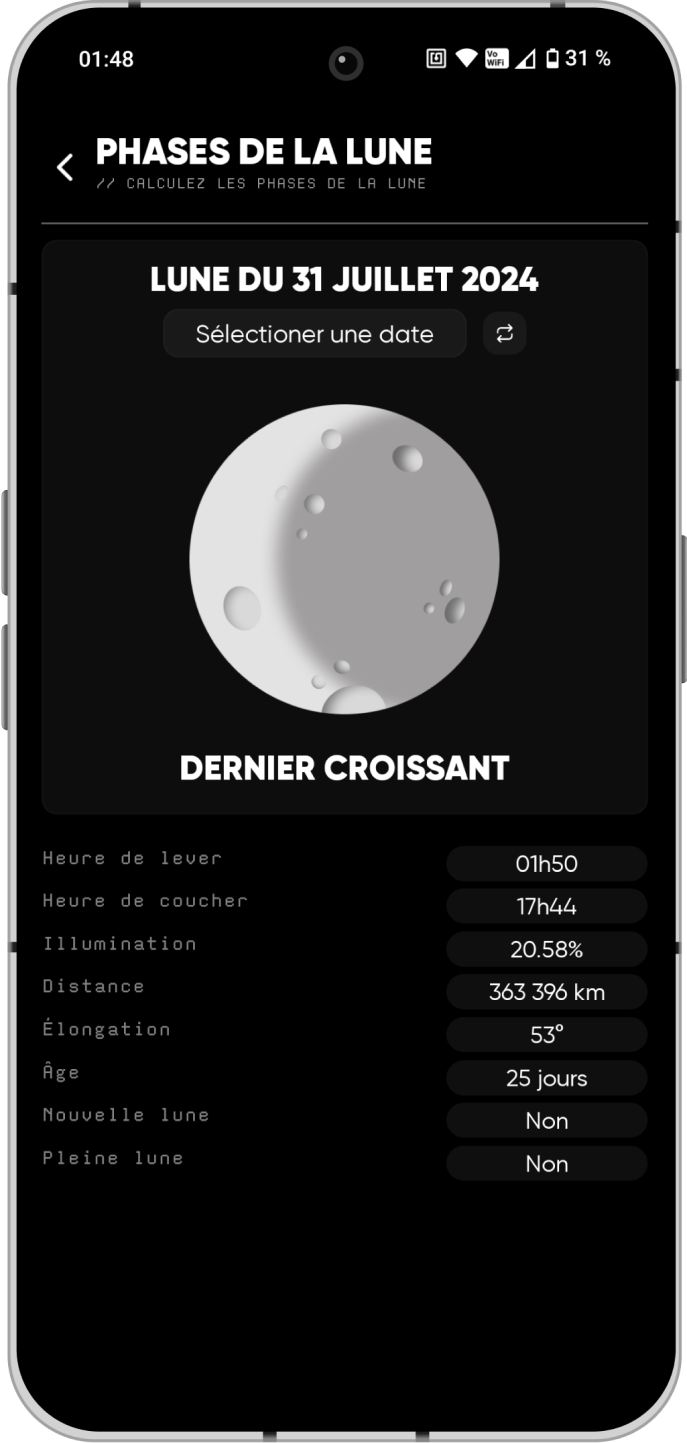 01:48
Vo WiFi
31 %
PHASES DE LA LUNE
// CALCULEZ LES PHASES DE LA LUNE
LUNE DU 31 JUILLET 2024
Sélectioner une date
DERNIER CROISSANT
Heure de lever 01h50
Heure de coucher 17h44
Illumination 20.58%
Distance 363 396 km
Élongation 53°
Âge 25 jours
Nouvelle lune Non
Pleine lune Non